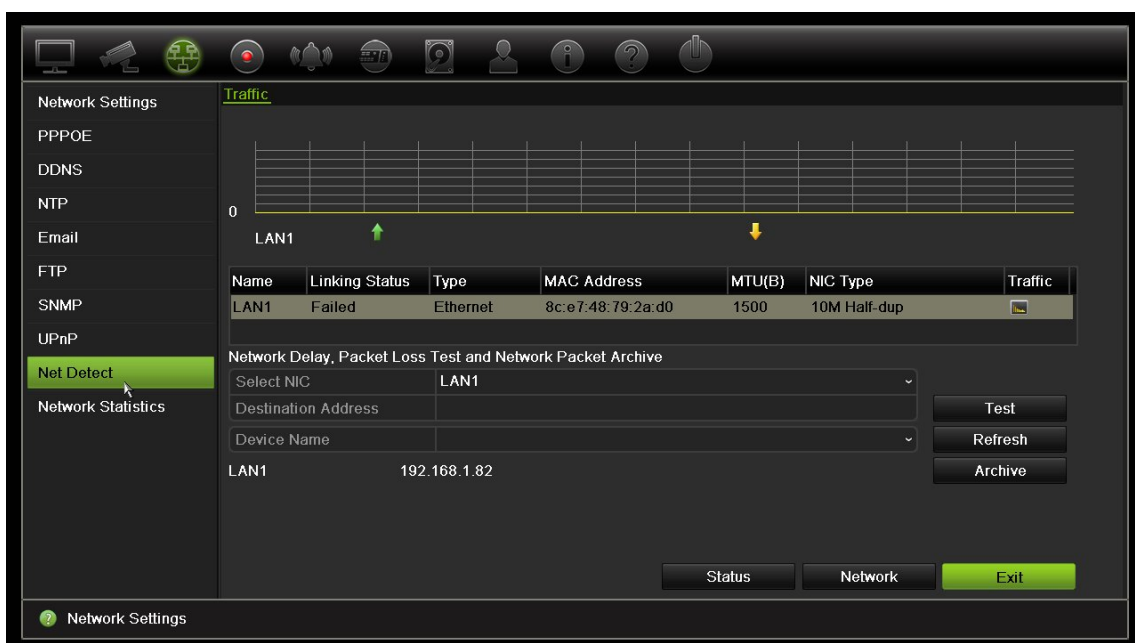 Network Settings
Traffic
PPPOE
DDNS
NTP
0
Email
LAN1
FTP
Name Linking Status Type MAC Address MTU(B) NIC Type Traffic
SNMP
LAN1 Failed Ethernet 8c:e7:48:79:2a:d0 1500 10M Half-dup
UPnP
Network Delay, Packet Loss Test and Network Packet Archive
Net Detect
Select NIC LAN1
Network Statistics
Destination Address Test
Device Name Refresh
LAN1 192.168.1.82 Archive
Status Network Exit
Network Settings